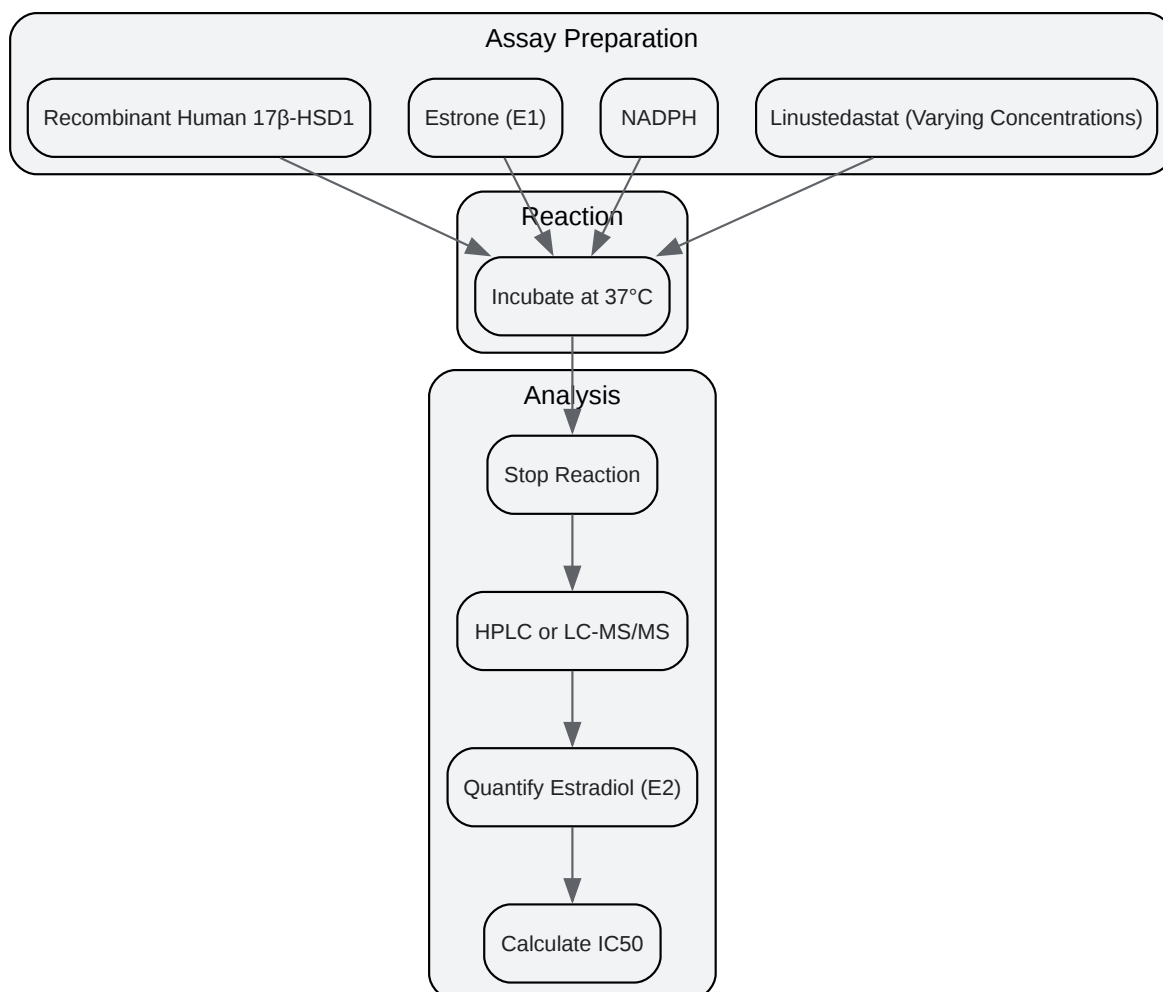 Assay Preparation
Recombinant Human 17β-HSD1
Estrone (E1)
NADPH
Linustedastat (Varying Concentrations)
Reaction
Incubate at 37°C
Analysis
Stop Reaction
HPLC or LC-MS/MS
Quantify Estradiol (E2)
Calculate IC50